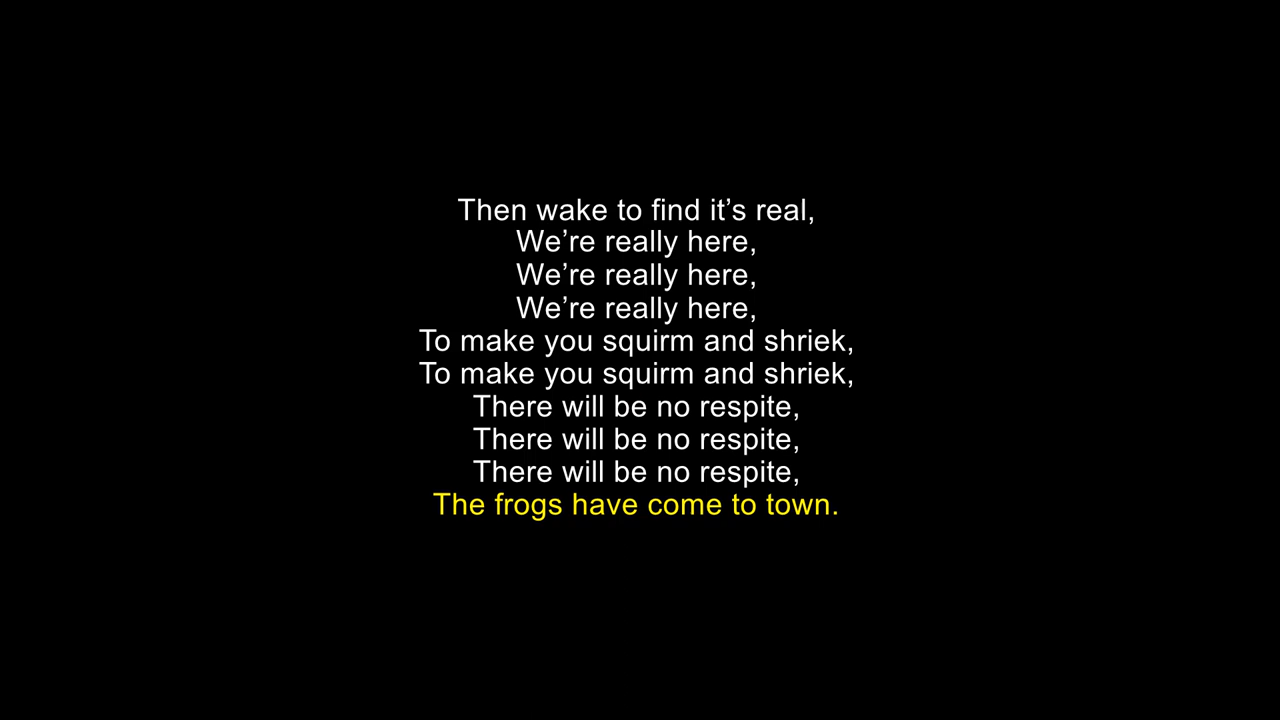 Then wake to find it’s real,
We’re really here,
We’re really here,
We’re really here,
To make you squirm and shriek,
To make you squirm and shriek,
There will be no respite,
There will be no respite,
There will be no respite,
The frogs have come to town.